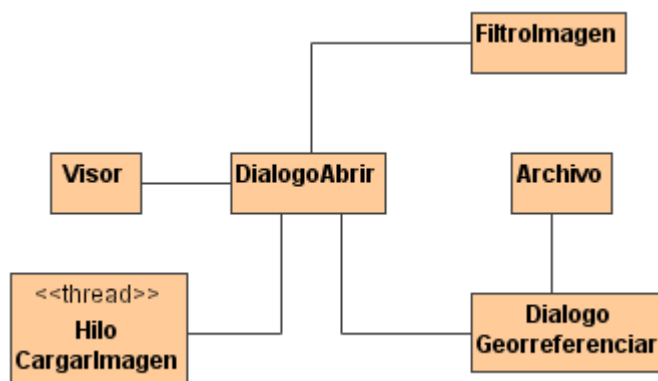 FiltroImagen
Visor
DialogoAbrir
Archivo
<<thread>>
Hilo
CargarImagen
Dialogo
Georreferenciar